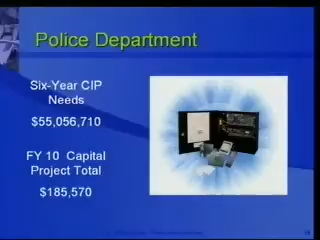 Police Department
Six-Year CIP
Needs
$55,056,710
FY 10 Capital
Project Total
$185,570